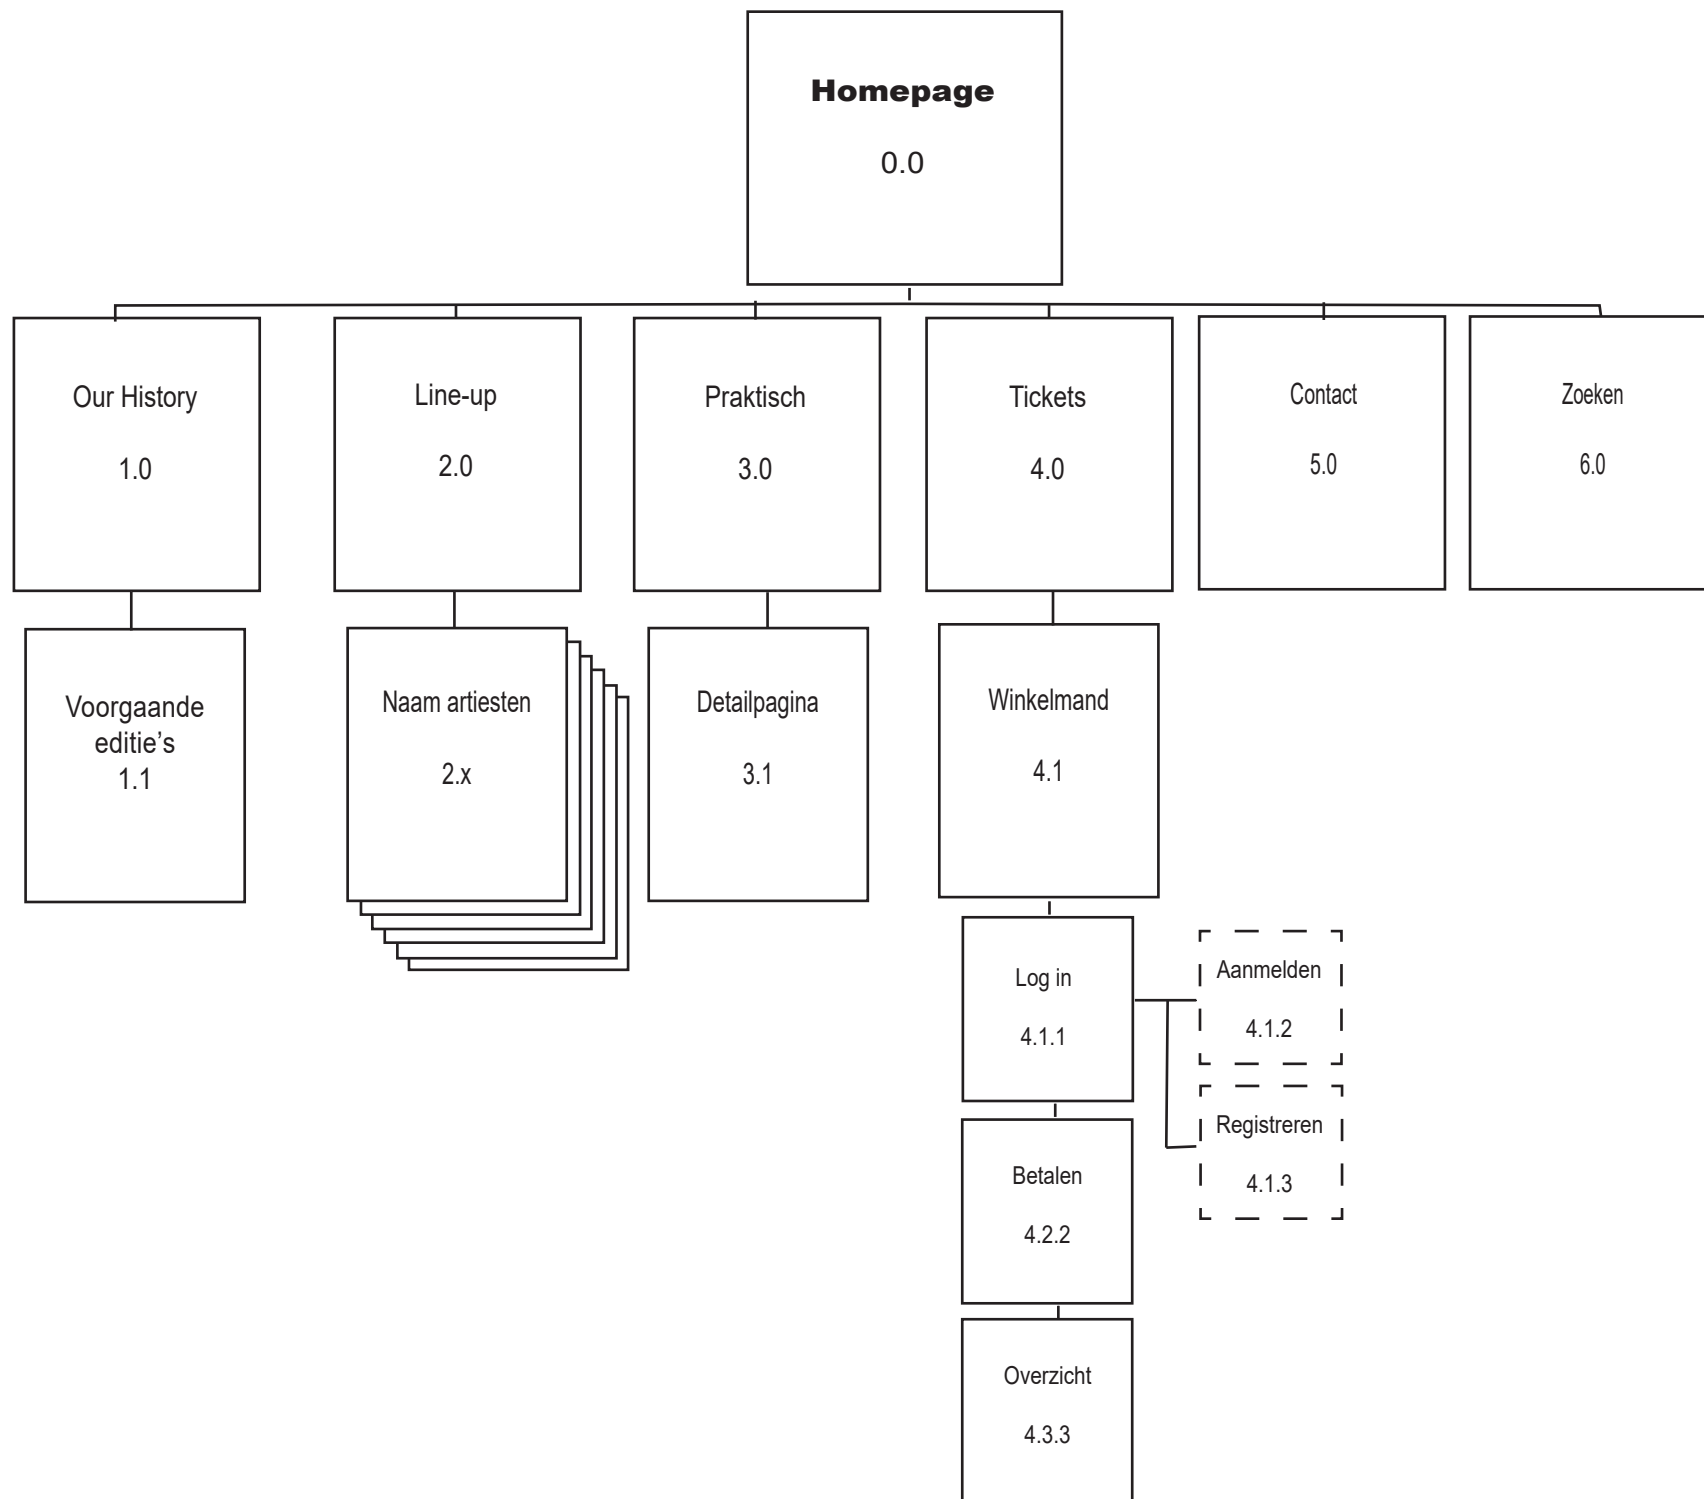 Homepage
0.0
Our History
1.0
Line-up
2.0
Praktisch
3.0
Tickets
4.0
Contact
5.0
Zoeken
6.0
Voorgaande
editie’s
1.1
Naam artiesten
2.x
Detailpagina
3.1
Winkelmand
4.1
Log in
4.1.1
Aanmelden
4.1.2
Registreren
4.1.3
Betalen
4.2.2
Overzicht
4.3.3